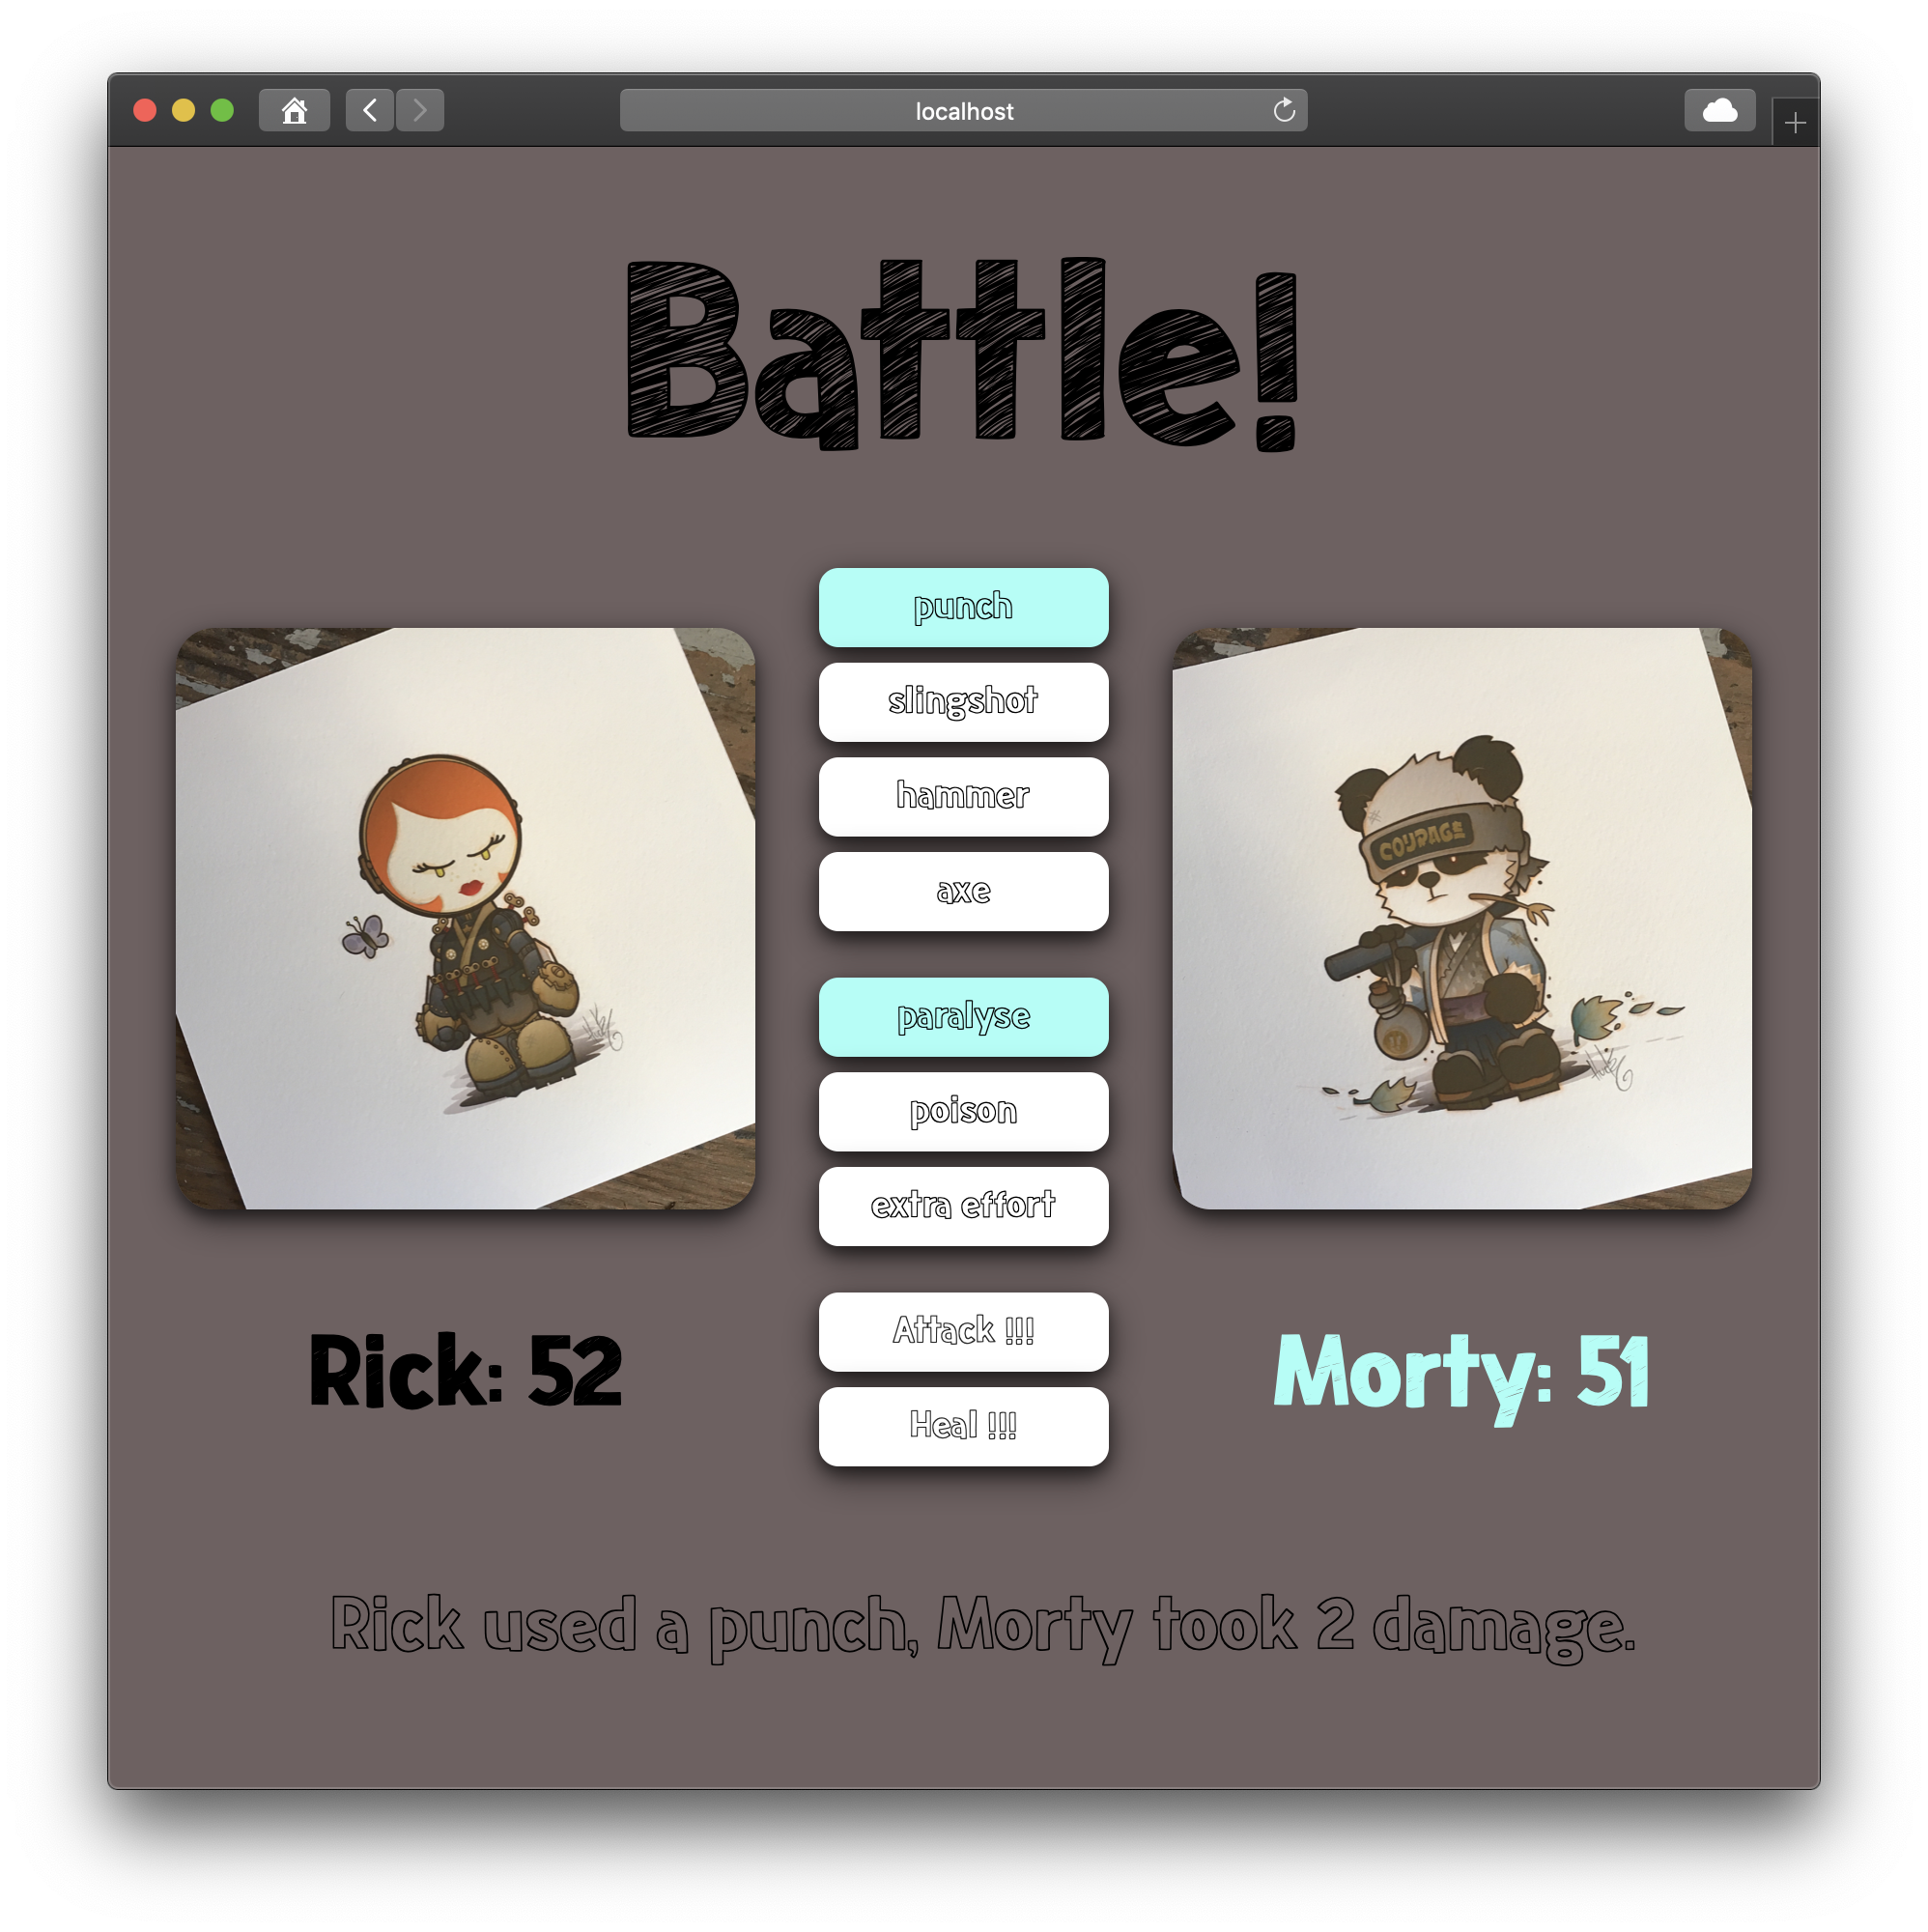 localhost
Battle!
punch
slingshot
hammer
axe
paralyse
poison
extra effort
Attack !!!
Heal !!!
COURAGE
Rick: 52
Morty: 51
Rick used a punch, Morty took 2 damage.